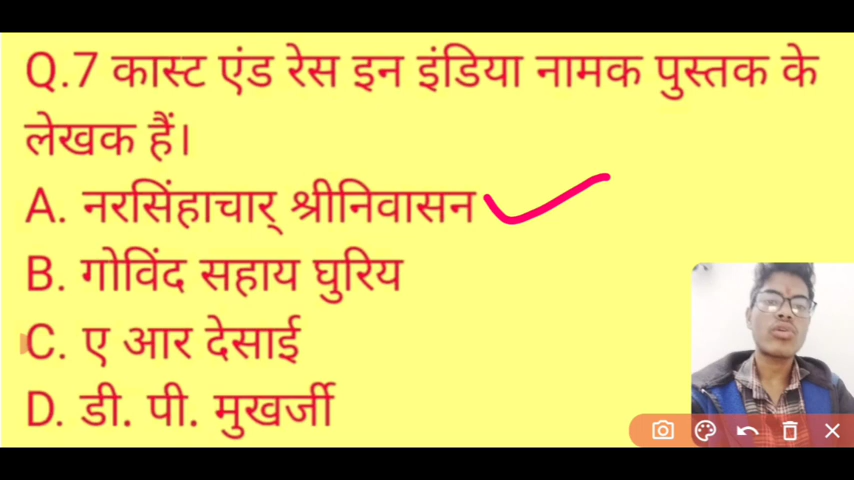 Q.7 कास्ट एंड रेस इन इंडिया नामक पुस्तक के
लेखक हैं।
A. नरसिंहाचार् श्रीनिवासन
B. गोविंद सहाय घुरिय
C. ए आर देसाई
D. डी. पी. मुखर्जी